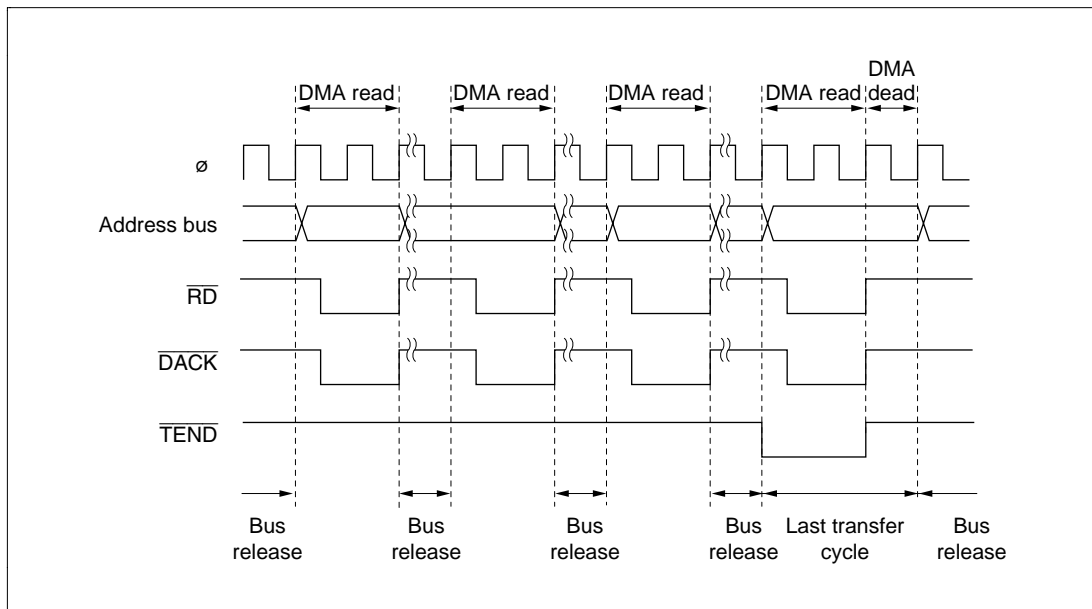 DMA
dead
DMA read DMA read DMA read DMA read
ø
Address bus
RD
DACK
TEND
Bus release
Bus release
Bus release
Bus release
Last transfer cycle
Bus release